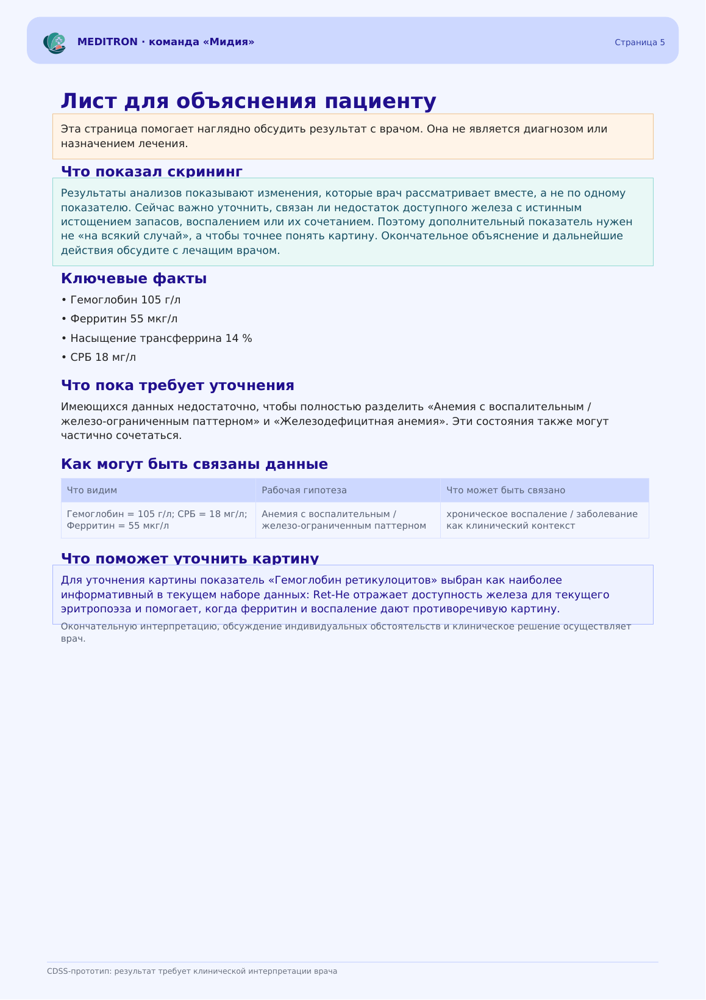 MEDITRON · команда «Мидия»
Страница 5
Лист для объяснения пациенту
Эта страница помогает наглядно обсудить результат с врачом. Она не является диагнозом или
назначением лечения.
Что показал скрининг
Результаты анализов показывают изменения, которые врач рассматривает вместе, а не по одному
показателю. Сейчас важно уточнить, связан ли недостаток доступного железа с истинным
истощением запасов, воспалением или их сочетанием. Поэтому дополнительный показатель нужен
не «на всякий случай», а чтобы точнее понять картину. Окончательное объяснение и дальнейшие
действия обсудите с лечащим врачом.
Ключевые факты
• Гемоглобин 105 г/л
• Ферритин 55 мкг/л
• Насыщение трансферрина 14 %
• СРБ 18 мг/л
Что пока требует уточнения
Имеющихся данных недостаточно, чтобы полностью разделить «Анемия с воспалительным /
железо-ограниченным паттерном» и «Железодефицитная анемия». Эти состояния также могут
частично сочетаться.
Как могут быть связаны данные
Что видим
Рабочая гипотеза
Что может быть связано
Гемоглобин = 105 г/л; СРБ = 18 мг/л;
Ферритин = 55 мкг/л
Анемия с воспалительным /
железо-ограниченным паттерном
хроническое воспаление / заболевание
как клинический контекст
Что поможет уточнить картину
Для уточнения картины показатель «Гемоглобин ретикулоцитов» выбран как наиболее
информативный в текущем наборе данных: Ret-He отражает доступность железа для текущего
эритропоэза и помогает, когда ферритин и воспаление дают противоречивую картину.
Окончательную интерпретацию, обсуждение индивидуальных обстоятельств и клиническое решение осуществляет
врач.
CDSS-прототип: результат требует клинической интерпретации врача